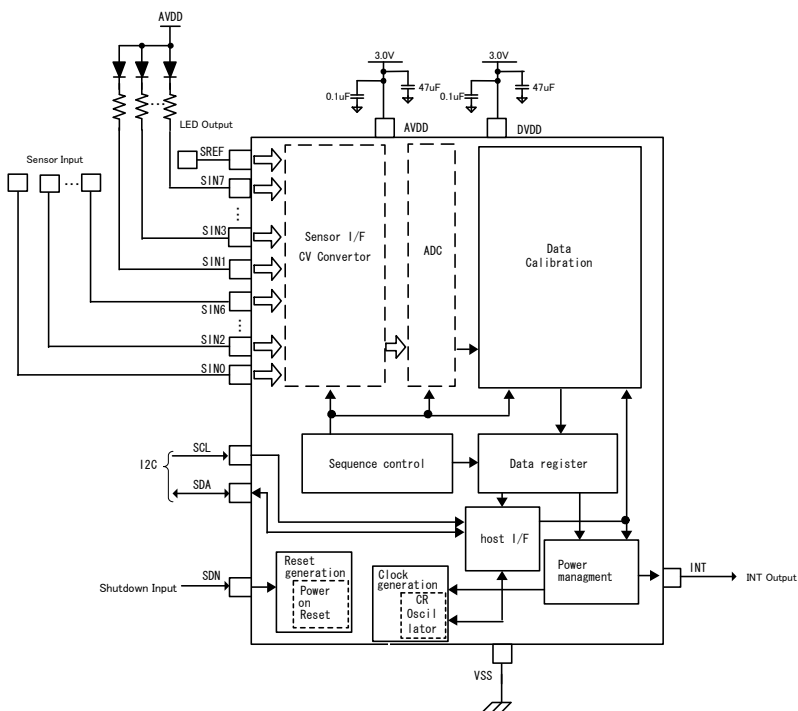 AVDD
3.0V
3.0V
0.1uF
47uF
0.1uF
47uF
AVDD
DVDD
LED Output
SREF
Sensor Input
SIN7
SIN3
SIN1
SIN6
SIN2
SIN0
Sensor I/F
CV Convertor
ADC
Data
Calibration
SCL
I2C
SDA
Sequence control
Data register
host I/F
Power
managment
INT
INT Output
Shutdown Input
SDN
Reset
generation
Power
on
Reset
Clock
generation
CR
Oscil
lator
VSS